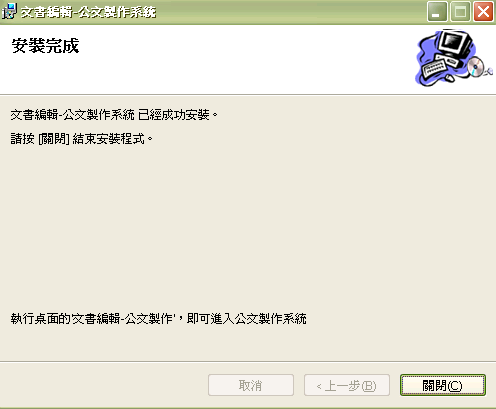 文書編輯-公文製作系統
安裝完成
文書編輯-公文製作系統 已經成功安裝。
請按 [關閉] 結束安裝程式。
執行桌面的'文書編輯-公文製作'，即可進入公文製作系統
取消
< 上一步(B)
關閉(C)